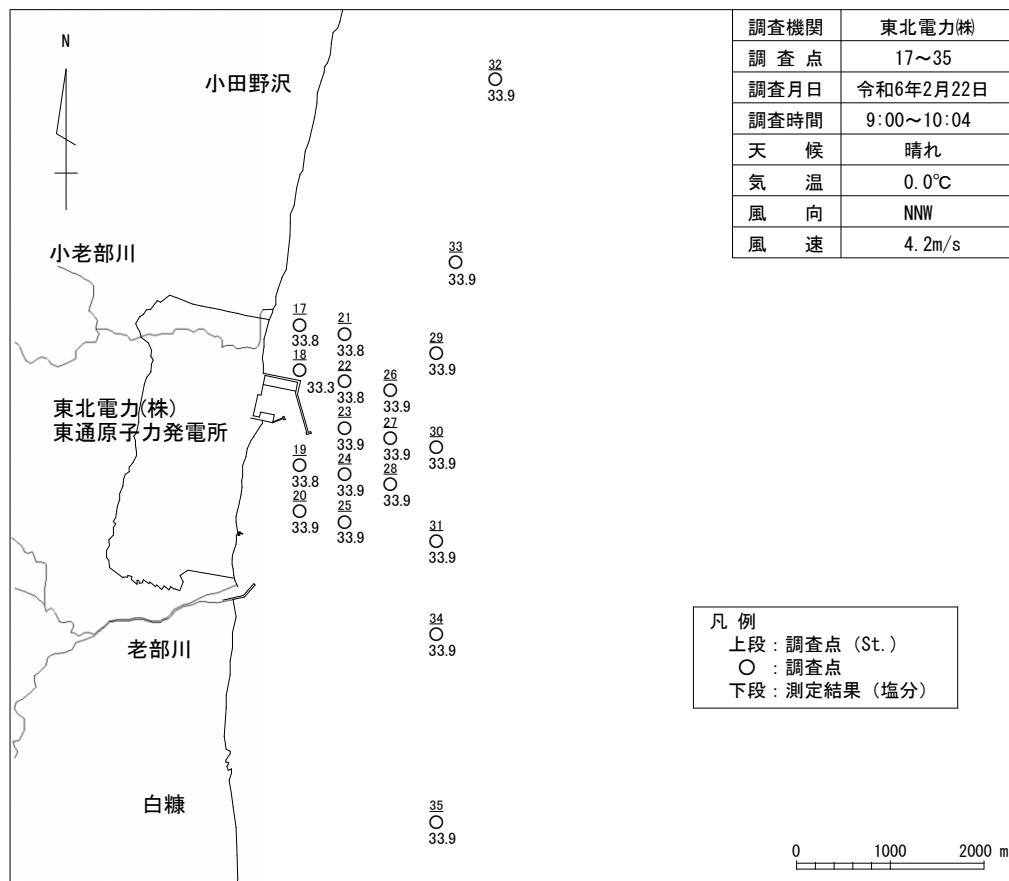 調査機関 東北電力㈱
調査点 17～35
調査月日 令和6年2月22日
調査時間 9:00～10:04
天候 晴れ
気温 0.0℃
風向 NNW
風速 4.2m/s
N
小田野沢
32
33.9
小老部川
33
33.9
17
33.8
21
33.8
18
33.3
29
33.9
22
33.8
26
33.9
東北電力(株)
東通原子力発電所
23
33.9
27
33.9
30
33.9
19
33.8
24
33.9
28
33.9
20
33.9
25
33.9
31
33.9
34
33.9
老部川
凡例
上段：調査点（St.）
○：調査点
下段：測定結果（塩分）
白糠
35
33.9
0 1000 2000 m